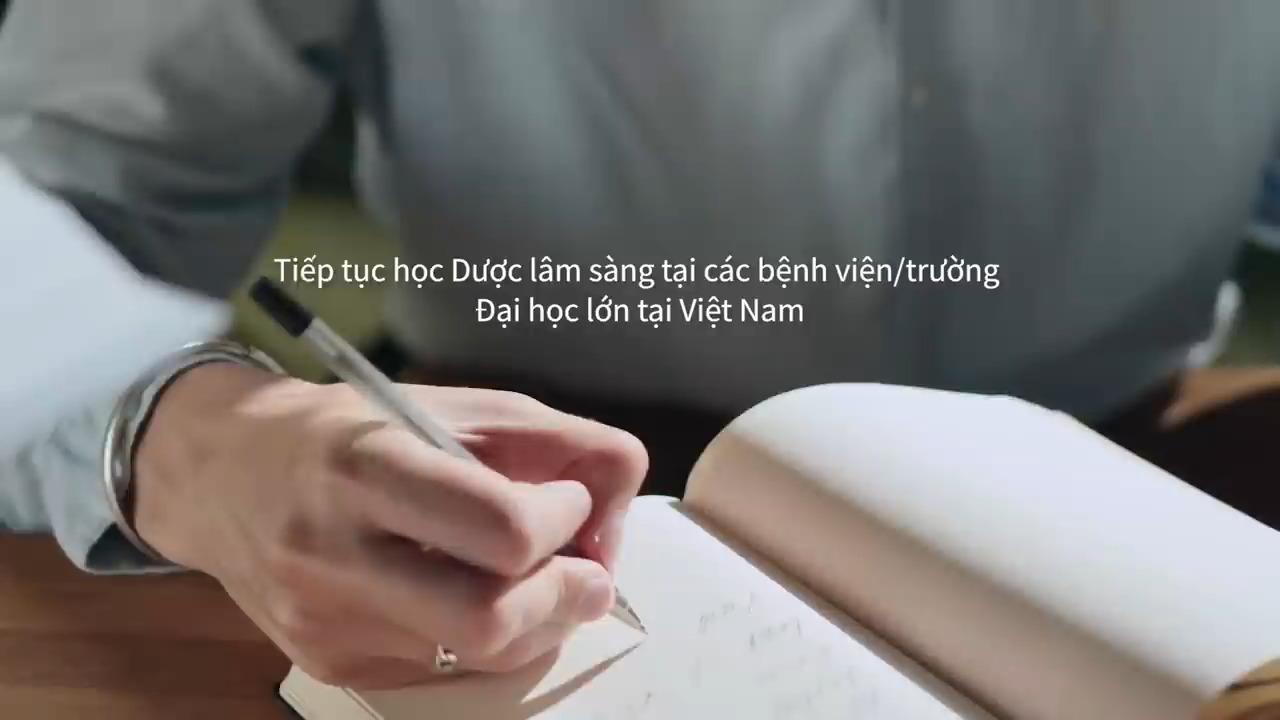 Tiếp tục học Dược lâm sàng tại các bệnh viện/trường
Đại học lớn tại Việt Nam